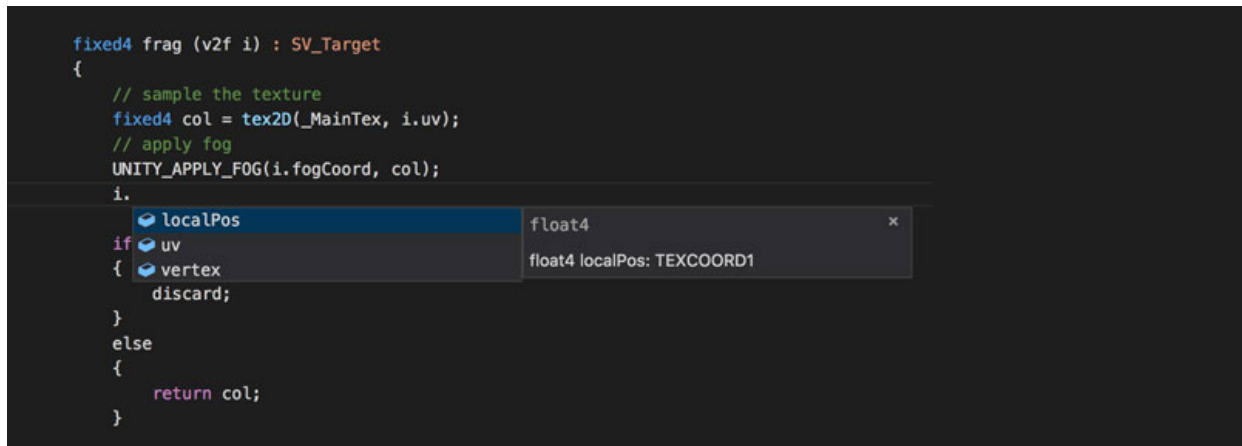 fixed4 frag (v2f i) : SV_Target
{
// sample the texture
fixed4 col = tex2D(_MainTex, i.uv);
// apply fog
UNITY_APPLY_FOG(i.fogCoord, col);
i.
localPos
float4
×
if
uv
float4 localPos: TEXCOORD1
{
vertex
discard;
}
else
{
return col;
}